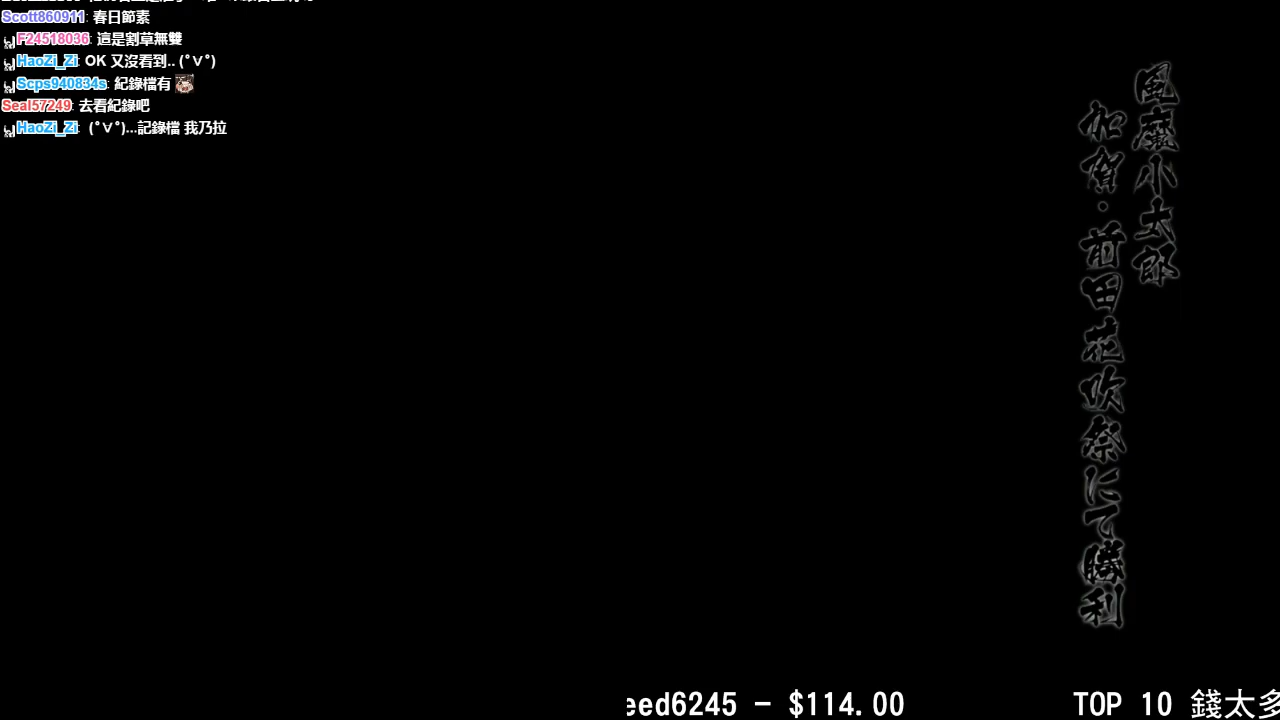 Scott860911: 春日節素
F24518036: 這是割草無雙
HaoZi_Zi: OK 又沒看到.. (ﾟ∀ﾟ)
Scps940834s: 紀錄檔有
Seal57249: 去看紀錄吧
HaoZi_Zi: (ﾟ∀ﾟ)...記錄檔 我乃拉
風魔小太郎
加賀・前田花吹祭にて勝利
eed6245 - $114.00 TOP 10 錢太多